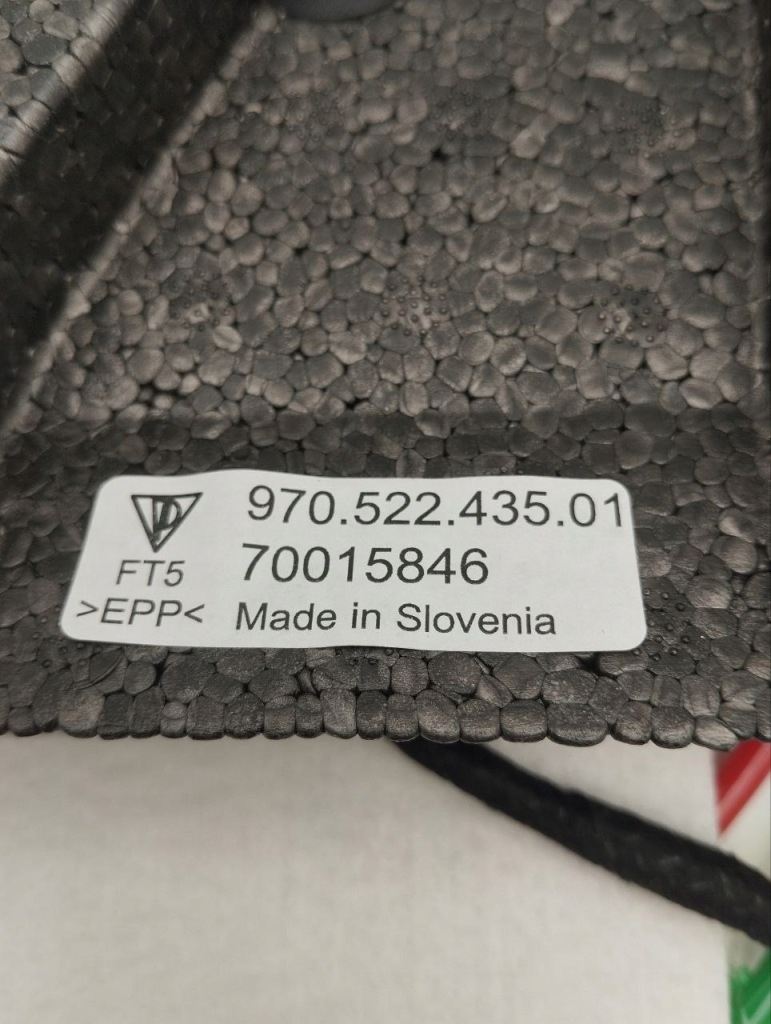 970.522.435.01
FT5 70015846
>EPP< Made in Slovenia